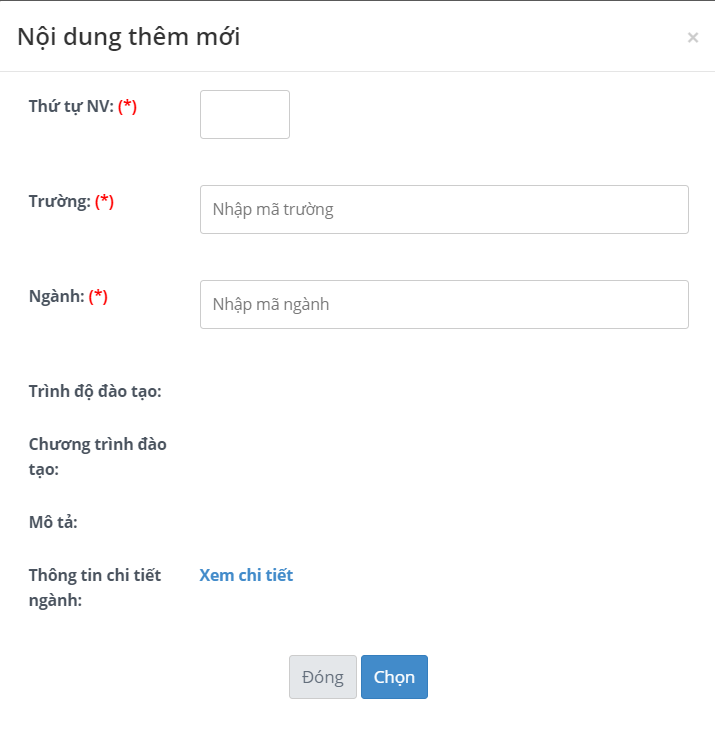 Nội dung thêm mới
×
Thứ tự NV: (*)
Trường: (*)
Nhập mã trường
Ngành: (*)
Nhập mã ngành
Trình độ đào tạo:
Chương trình đào
tạo:
Mô tả:
Thông tin chi tiết
ngành:
Xem chi tiết
Đóng
Chọn